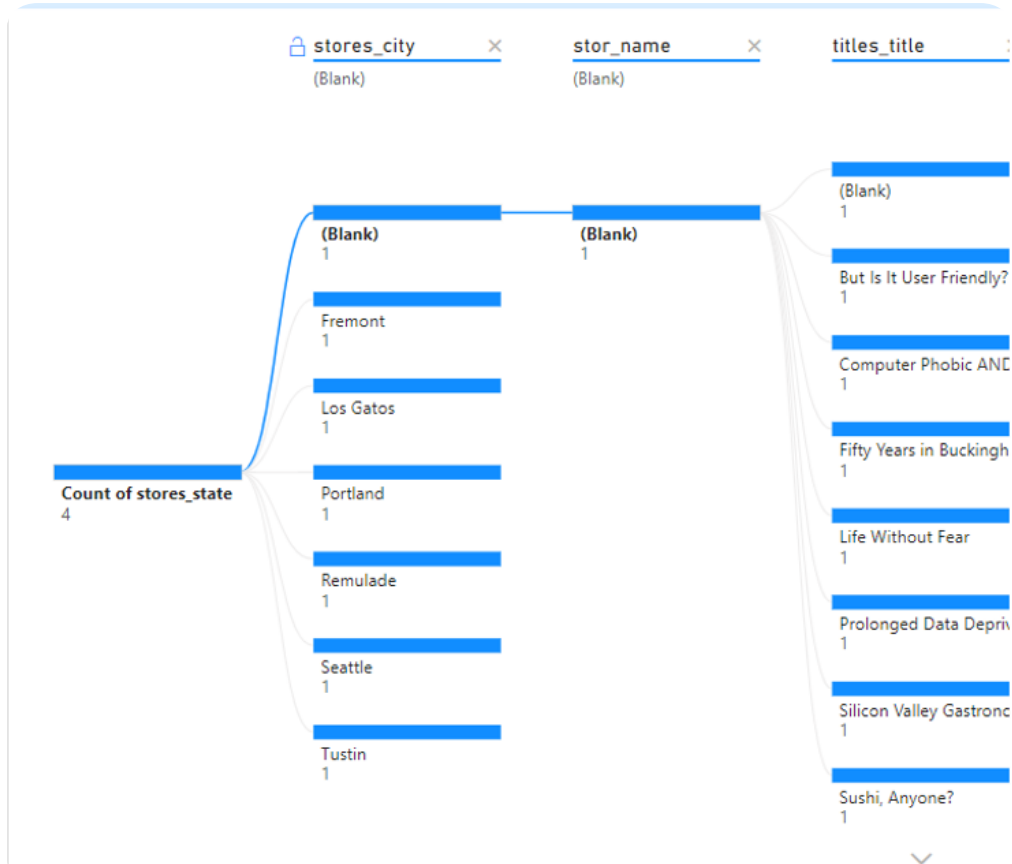 stores_city
stor_name
titles_title
(Blank)
(Blank)
(Blank)
1
But Is It User Friendly?
1
Computer Phobic AND
1
Fifty Years in Buckingh
1
Life Without Fear
1
Prolonged Data Depriv
1
Silicon Valley Gastronc
1
Sushi, Anyone?
1
(Blank)
1
(Blank)
1
Fremont
1
Los Gatos
1
Portland
1
Remulade
1
Seattle
1
Tustin
1
Count of stores_state
4